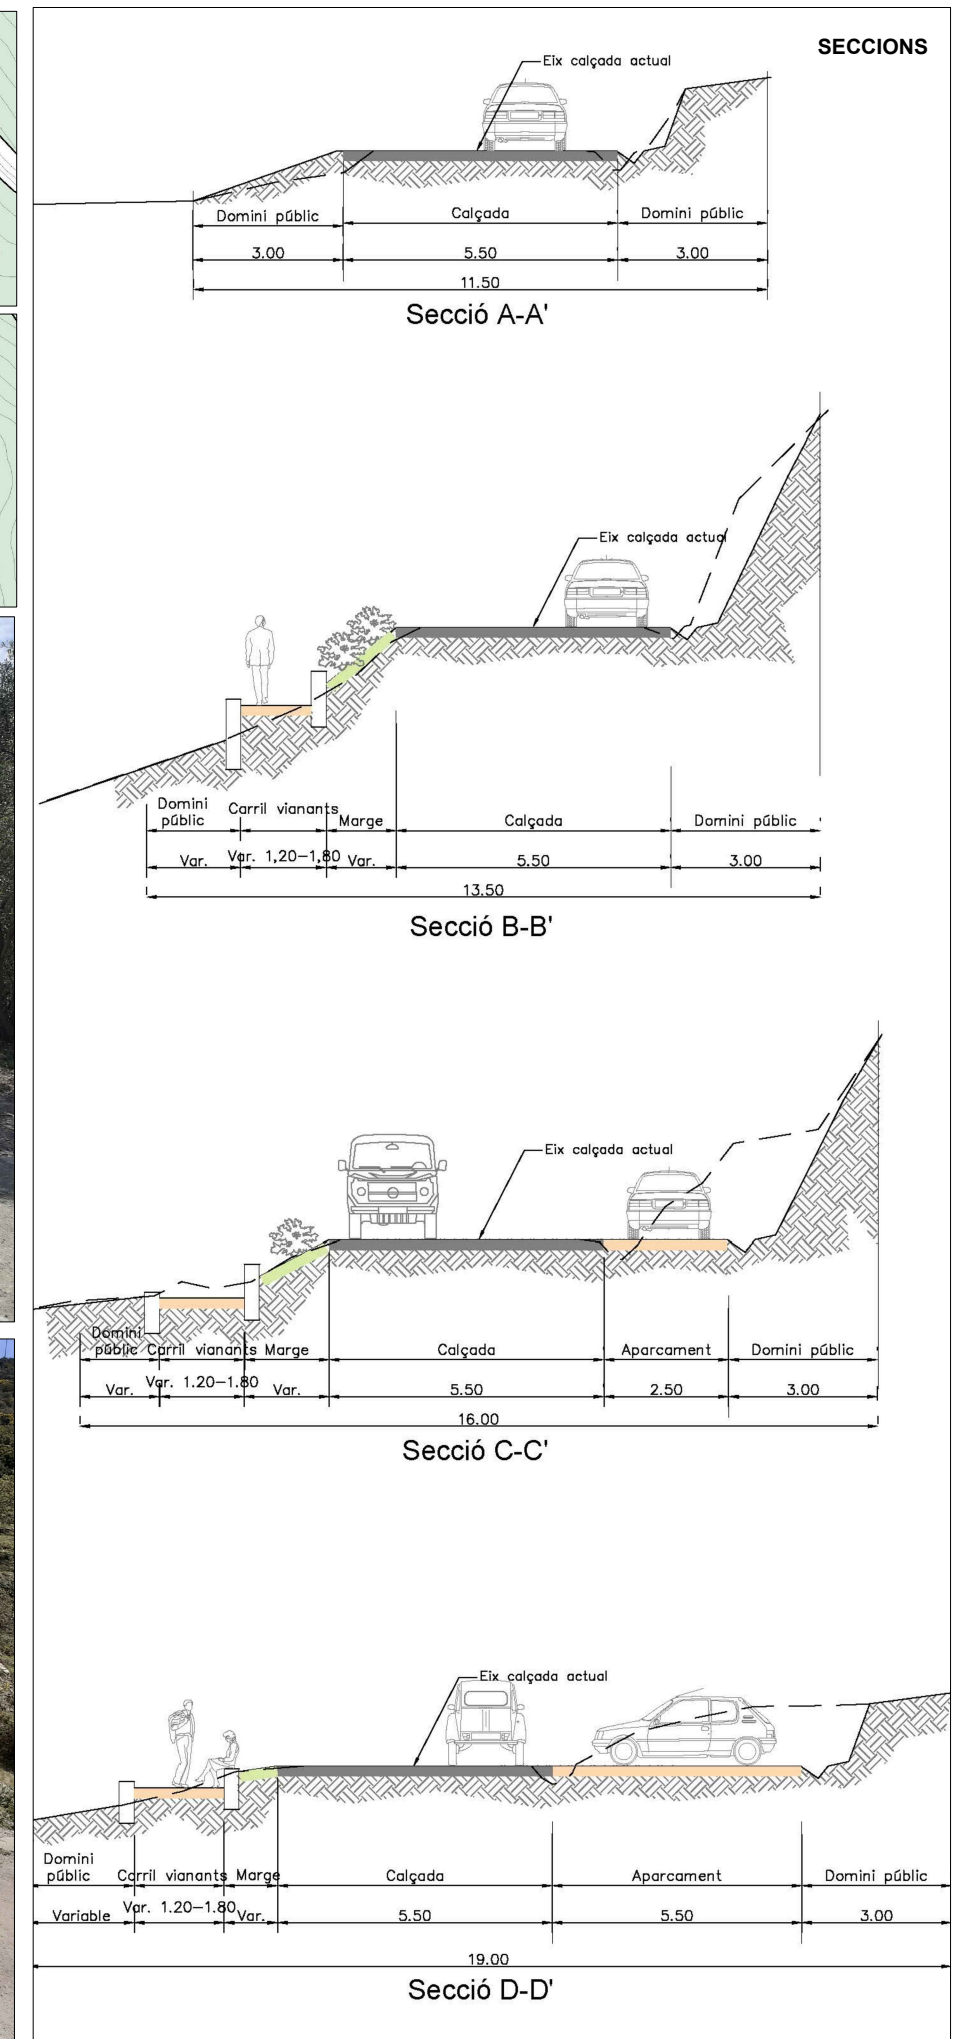 SECCIONS
Eix calçada actual
Domini públic Calçada Domini públic
3.00 5.50 3.00
11.50
Secció A-A'
Eix calçada actual
Domini públic Carril vianants Marge Calçada Domini públic
Var. Var. 1,20-1,80 Var. 5.50 3.00
13.50
Secció B-B'
Eix calçada actual
Domini públic Carril vianants Marge Calçada Aparcament Domini públic
Var. Var. 1.20-1.80 Var. 5.50 2.50 3.00
16.00
Secció C-C'
Eix calçada actual
Domini públic Carril vianants Marge Calçada Aparcament Domini públic
Variable Var. 1.20-1.80 Var. 5.50 5.50 3.00
19.00
Secció D-D'